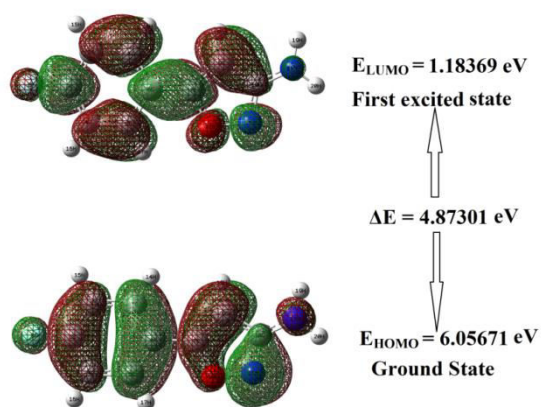 E_LUMO = 1.18369 eV
First excited state
ΔE = 4.87301 eV
E_HOMO = 6.05671 eV
Ground State